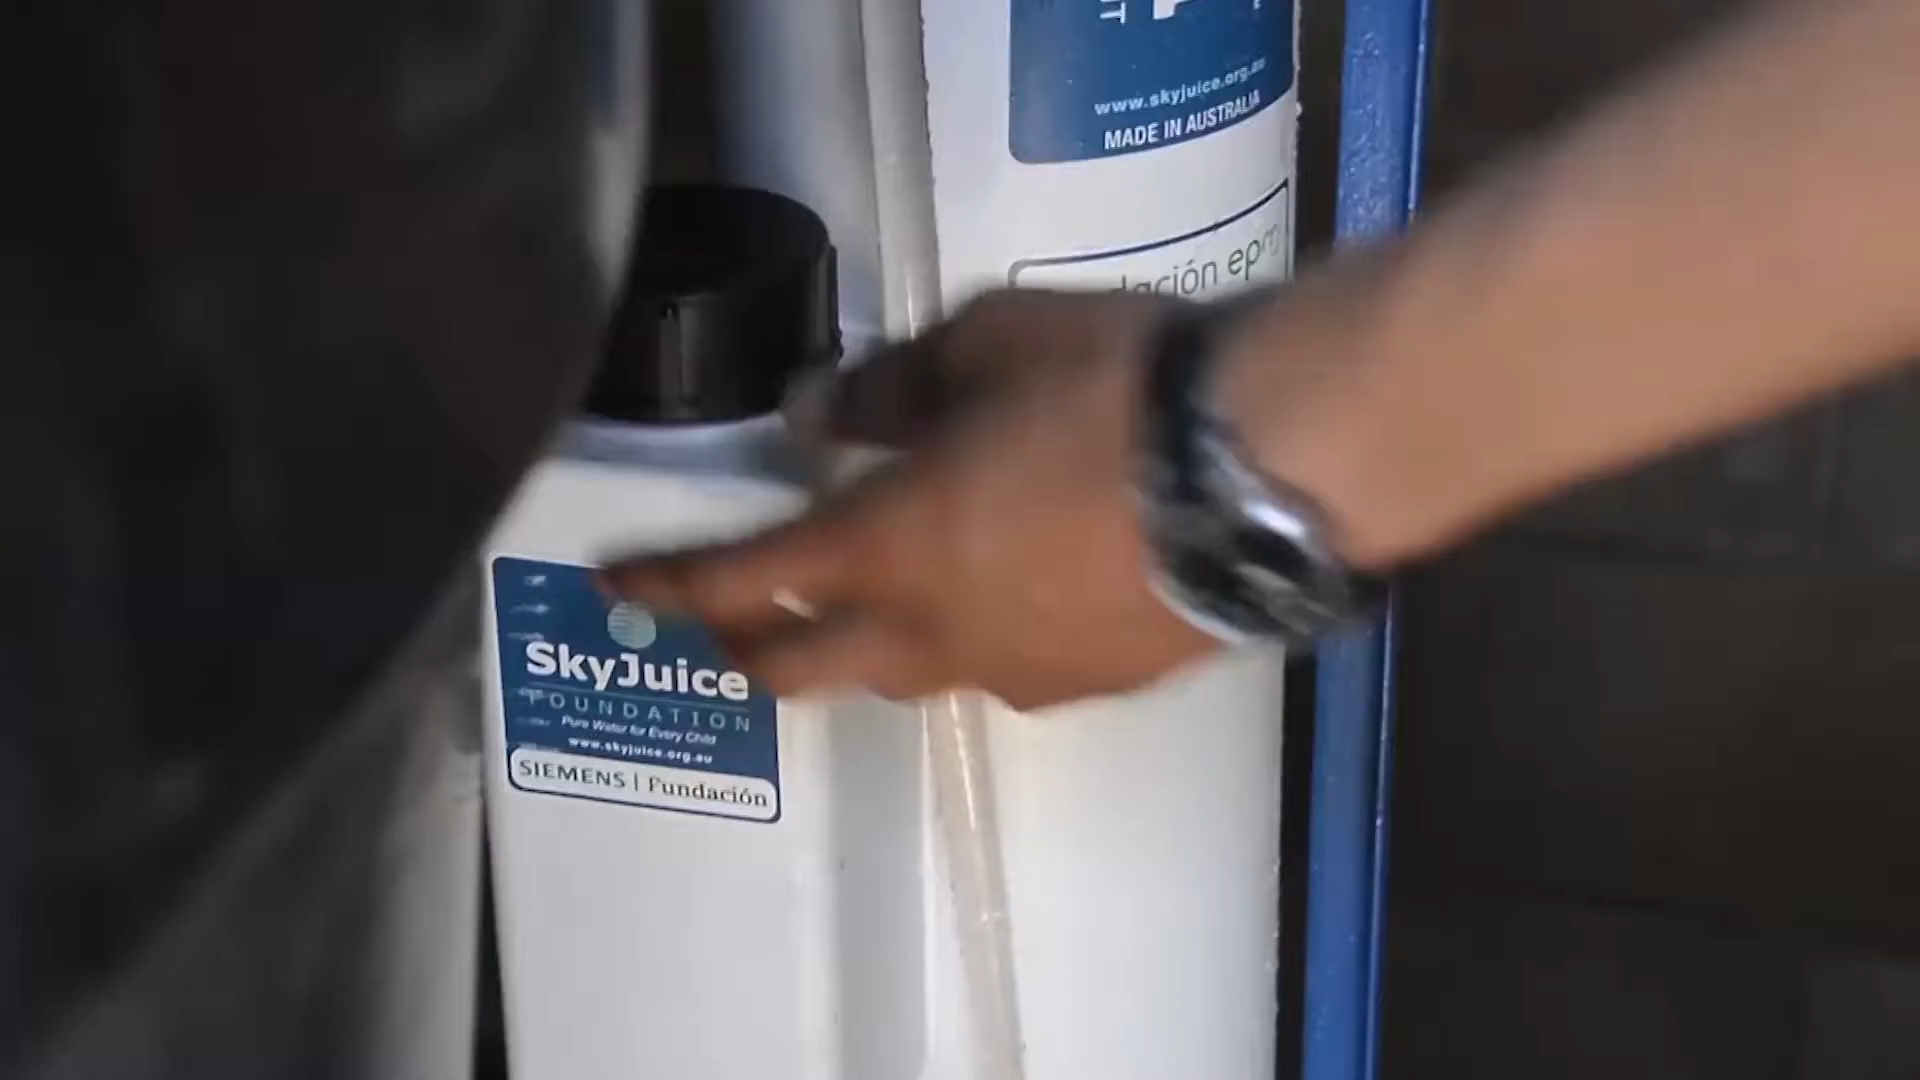 www.skyjuice.org.au
MADE IN AUSTRALIA
SkyJuice
FOUNDATION
Pure Water for Every Child
www.skyjuice.org.au
SIEMENS | Fundación